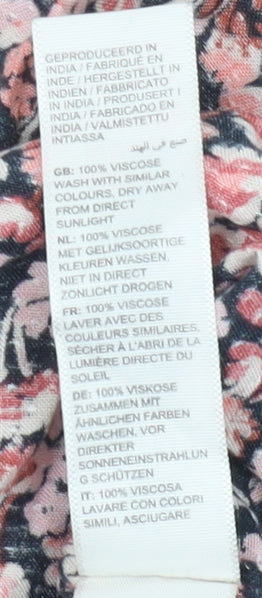 GEPRODUCEERD IN
INDIA / FABRIQUÉ EN
INDE / HERGESTELLT IN
INDIEN / FABBRICATO
IN INDIA / PRODUSERT I
INDIA / FABRICADO EN
INDIA / VALMISTETTU
INTIASSA
صنع في الهند
GB: 100% VISCOSE
WASH WITH SIMILAR
COLOURS, DRY AWAY
FROM DIRECT
SUNLIGHT
NL: 100% VISCOSE
MET GELIJKSOORTIGE
KLEUREN WASSEN,
NIET IN DIRECT
ZONLICHT DROGEN
FR: 100% VISCOSE
LAVER AVEC DES
COULEURS SIMILAIRES,
SÉCHER À L'ABRI DE LA
LUMIÈRE DIRECTE DU
SOLEIL
DE: 100% VISKOSE
ZUSAMMEN MIT
ÄHNLICHEN FARBEN
WASCHEN, VOR
DIREKTER
SONNENEINSTRAHLUN
G SCHÜTZEN
IT: 100% VISCOSA
LAVARE CON COLORI
SIMILI, ASCIUGARE